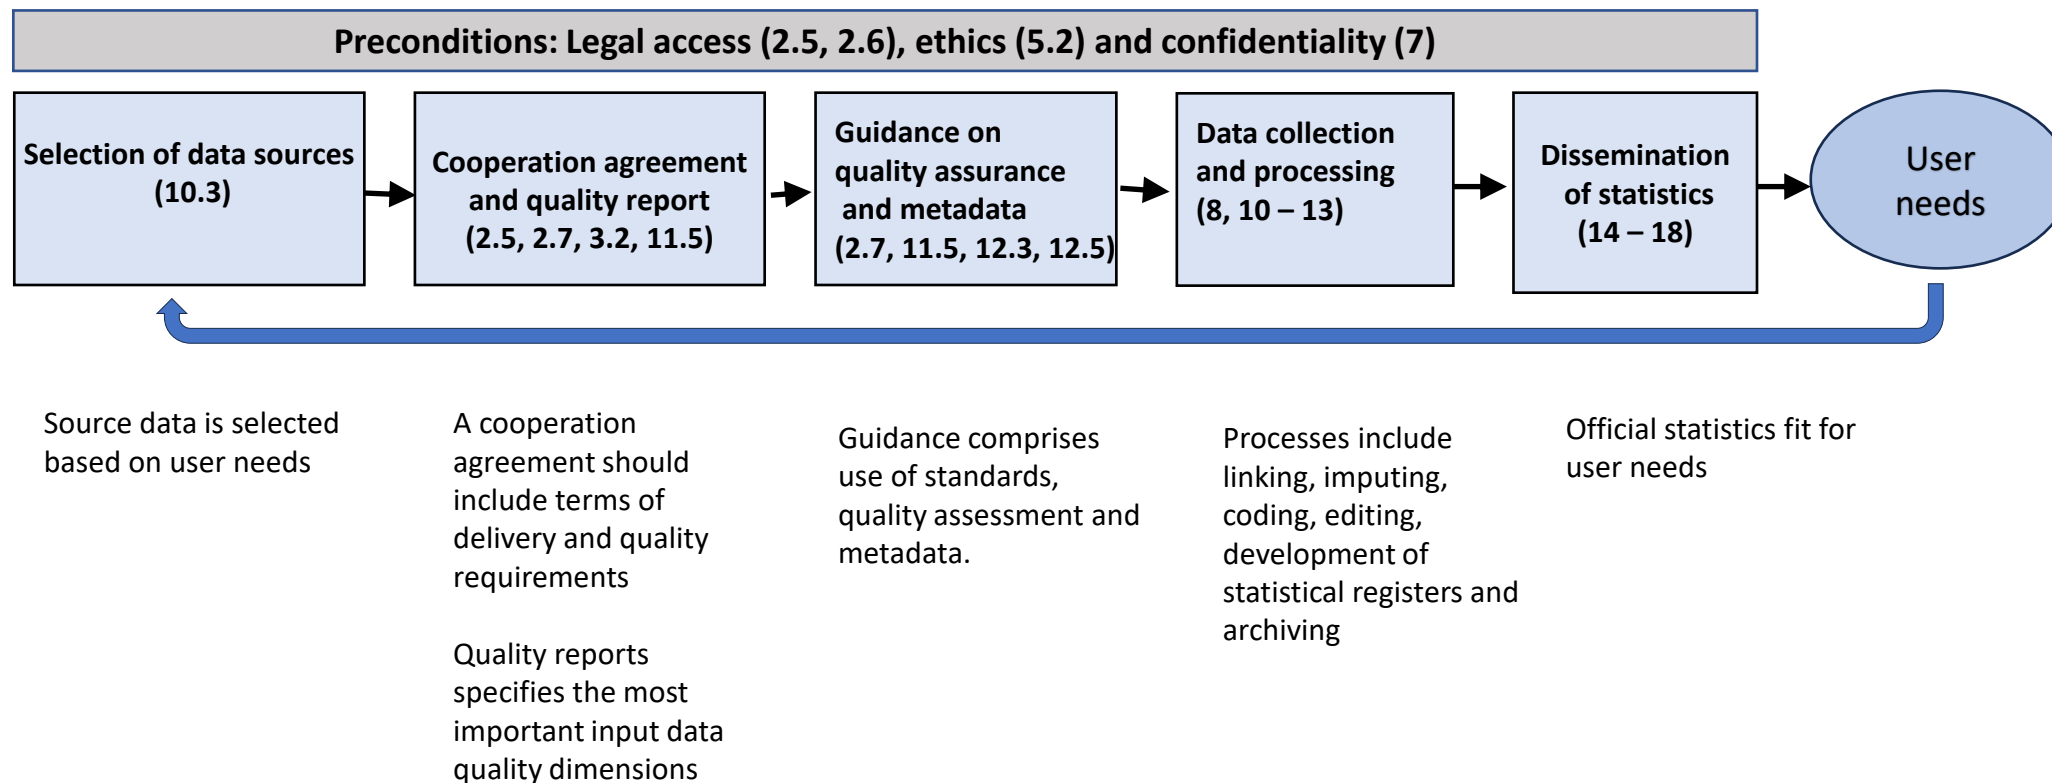 Preconditions: Legal access (2.5, 2.6), ethics (5.2) and confidentiality (7)
Selection of data sources
(10.3)
Cooperation agreement
and quality report
(2.5, 2.7, 3.2, 11.5)
Guidance on
quality assurance
and metadata
(2.7, 11.5, 12.3, 12.5)
Data collection
and processing
(8, 10 – 13)
Dissemination
of statistics
(14 – 18)
User
needs
Source data is selected
based on user needs
A cooperation
agreement should
include terms of
delivery and quality
requirements
Quality reports
specifies the most
important input data
quality dimensions
Guidance comprises
use of standards,
quality assessment and
metadata.
Processes include
linking, imputing,
coding, editing,
development of
statistical registers and
archiving
Official statistics fit for
user needs